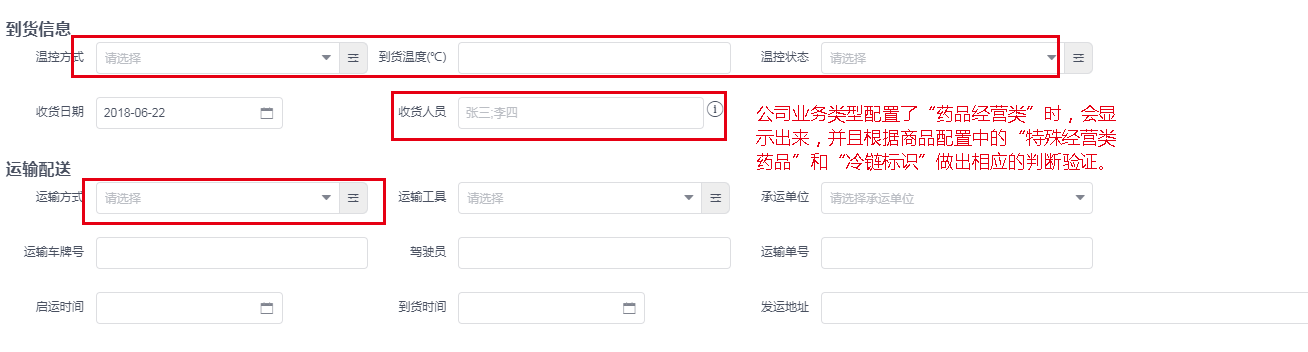 到货信息
温控方式 请选择 到货温度(℃) 温控状态 请选择
收货日期 2018-06-22 收货人员 张三;李四
公司业务类型配置了“药品经营类”时，会显
示出来，并且根据商品配置中的“特殊经营类
药品”和“冷链标识”做出相应的判断验证。
运输配送
运输方式 请选择 运输工具 请选择 承运单位 请选择承运单位
运输车牌号 驾驶员 运输单号
启运时间 到货时间 发运地址